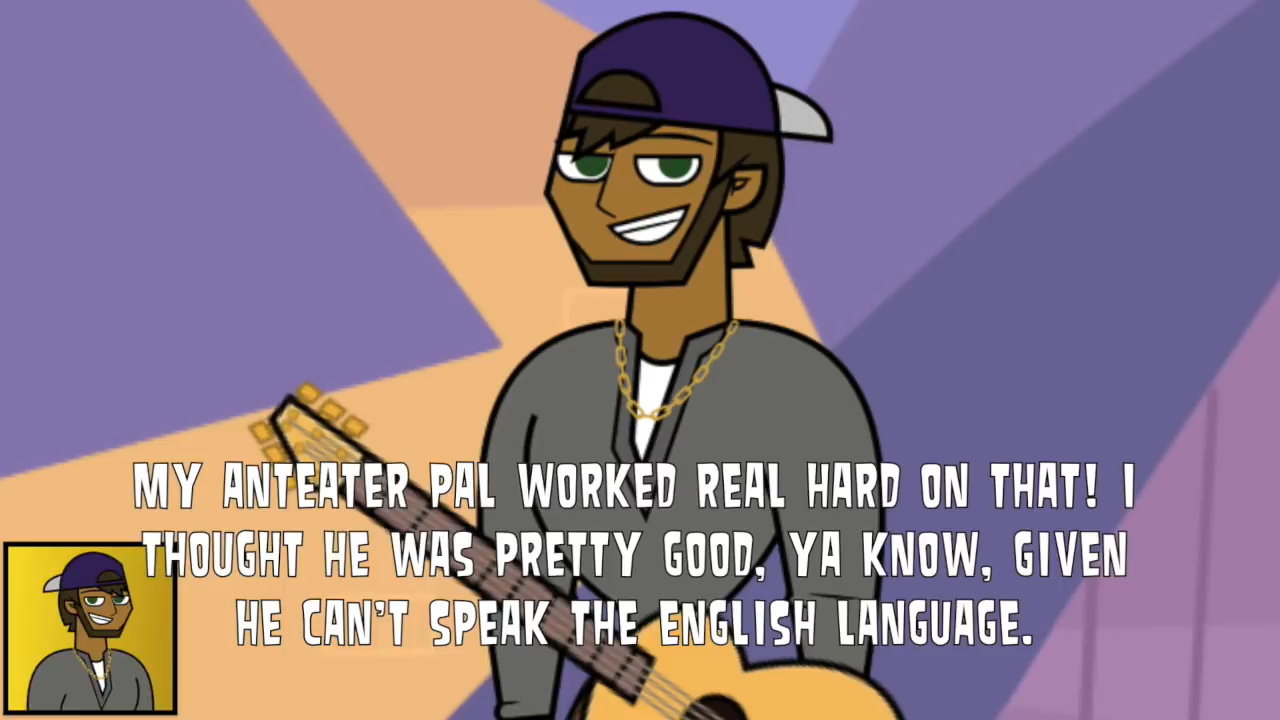 MY ANTEATER PAL WORKED REAL HARD ON THAT! I
THOUGHT HE WAS PRETTY GOOD, YA KNOW, GIVEN
HE CAN'T SPEAK THE ENGLISH LANGUAGE.